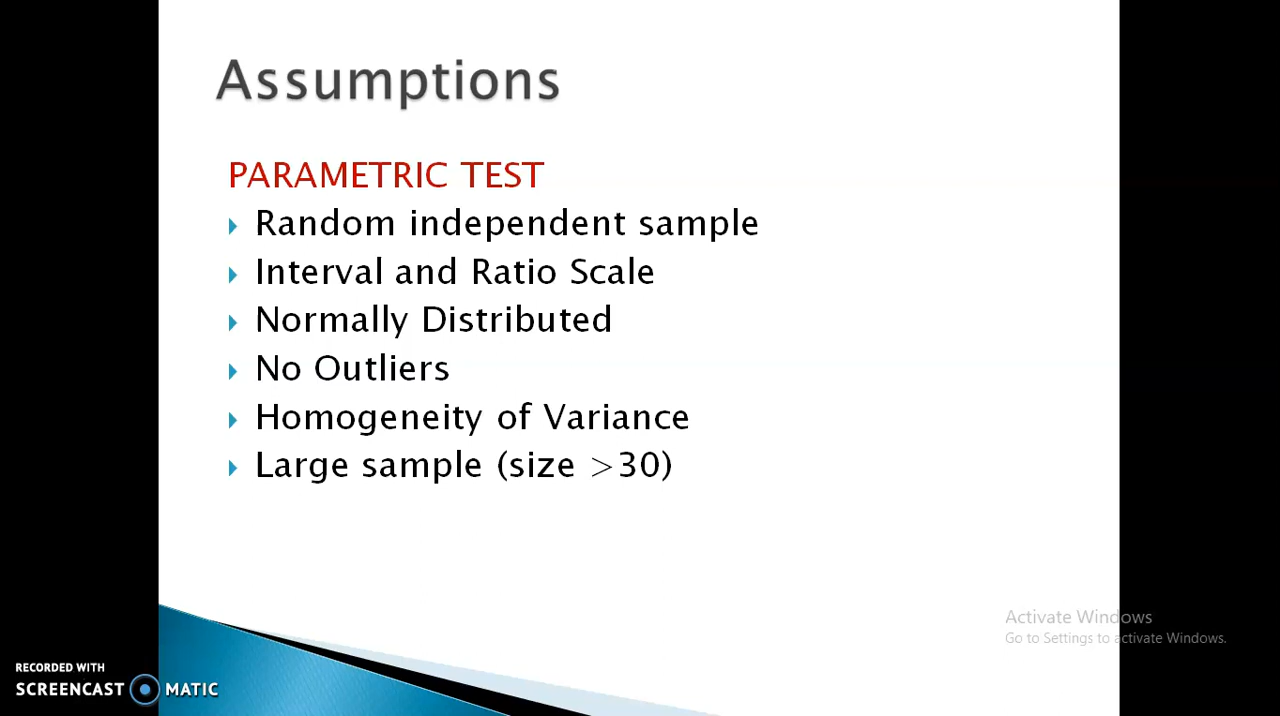 Assumptions
PARAMETRIC TEST
Random independent sample
Interval and Ratio Scale
Normally Distributed
No Outliers
Homogeneity of Variance
Large sample (size >30)
Activate Windows
Go to Settings to activate Windows.
RECORDED WITH
SCREENCAST MATIC